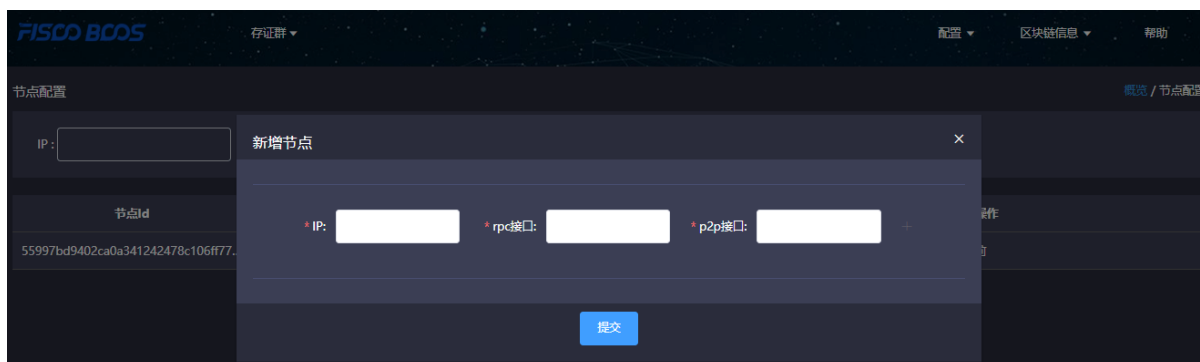 FISCO BCOS 存证群 配置 区块链信息 帮助
节点配置 概览 / 节点配置
IP :
新增节点 ×
节点Id
* IP: * rpc接口: * p2p接口: +
55997bd9402ca0a341242478c106ff77...
提交